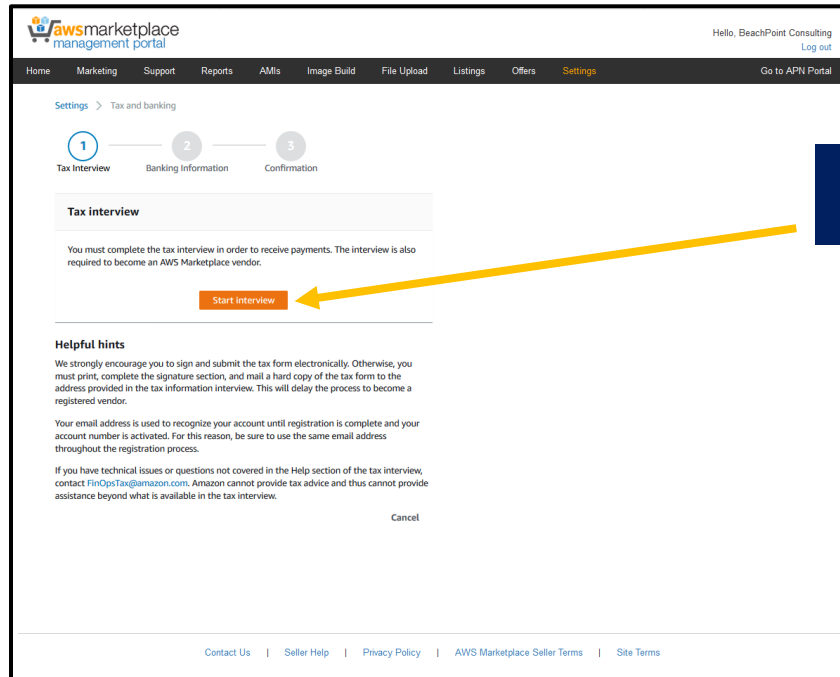 awsmarketplace
management portal
Hello, BeachPoint Consulting
Log out
Home Marketing Support Reports AMIs Image Build File Upload Listings Offers Settings Go to APN Portal
Settings > Tax and banking
1 2 3
Tax Interview Banking Information Confirmation
Tax interview
You must complete the tax interview in order to receive payments. The interview is also
required to become an AWS Marketplace vendor.
Start interview
Helpful hints
We strongly encourage you to sign and submit the tax form electronically. Otherwise, you
must print, complete the signature section, and mail a hard copy of the tax form to the
address provided in the tax information interview. This will delay the process to become a
registered vendor.
Your email address is used to recognize your account until registration is complete and your
account number is activated. For this reason, be sure to use the same email address
throughout the registration process.
If you have technical issues or questions not covered in the Help section of the tax interview,
contact FinOpsTax@amazon.com. Amazon cannot provide tax advice and thus cannot provide
assistance beyond what is available in the tax interview.
Cancel
Contact Us | Seller Help | Privacy Policy | AWS Marketplace Seller Terms | Site Terms